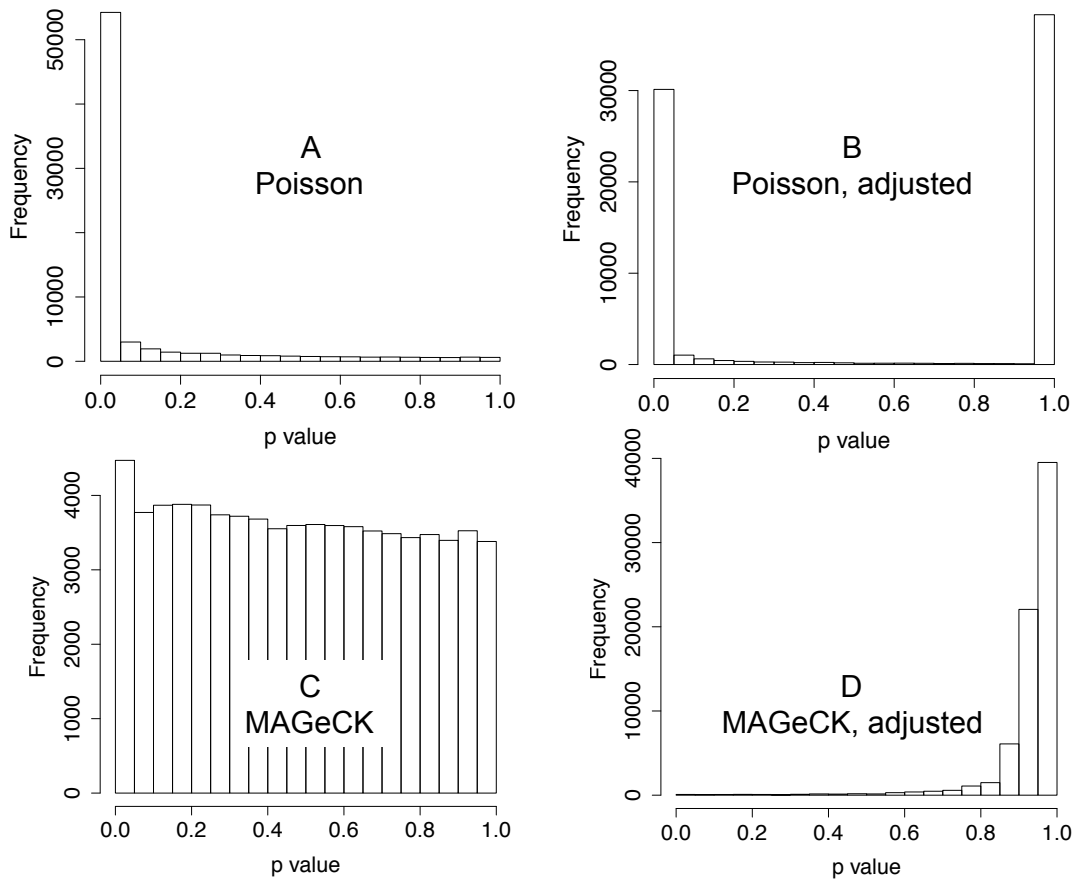 50000
30000
10000
0
Frequency
A
Poisson
0.0 0.2 0.4 0.6 0.8 1.0
p value
30000
20000
10000
0
Frequency
B
Poisson, adjusted
0.0 0.2 0.4 0.6 0.8 1.0
p value
4000
3000
2000
1000
0
Frequency
C
MAGeCK
0.0 0.2 0.4 0.6 0.8 1.0
p value
40000
30000
20000
10000
0
Frequency
D
MAGeCK, adjusted
0.0 0.2 0.4 0.6 0.8 1.0
p value